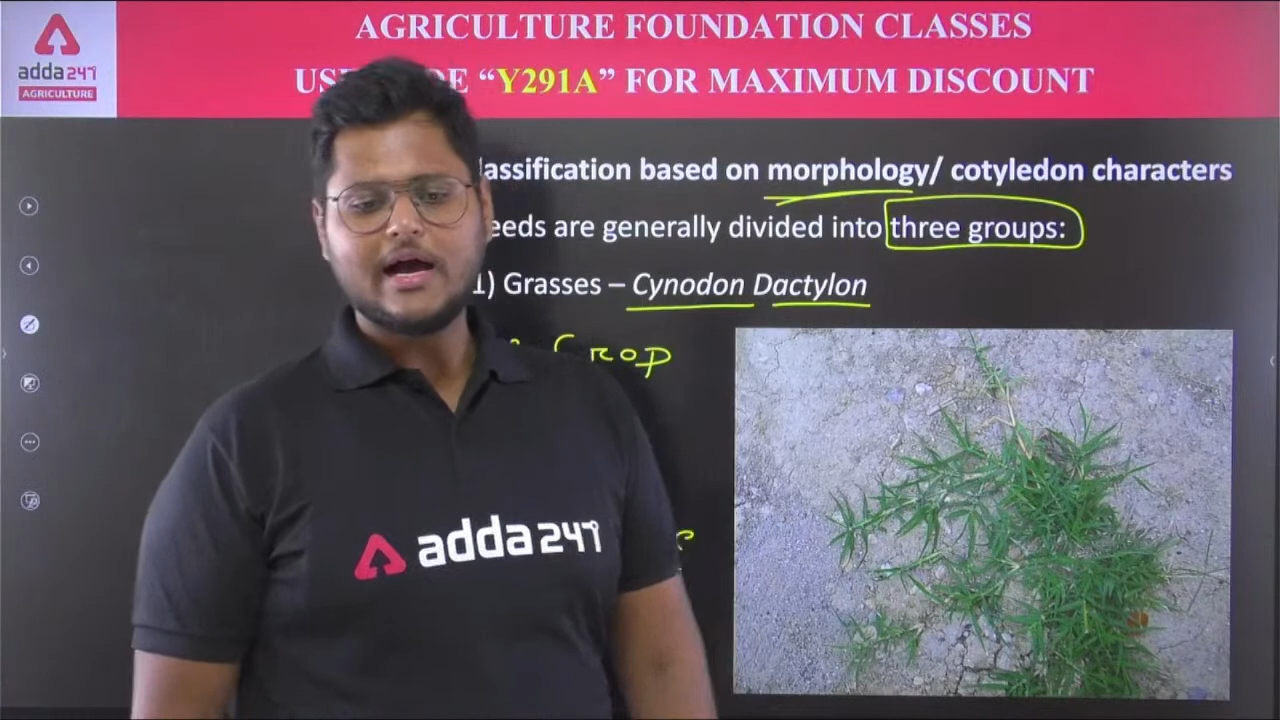 AGRICULTURE FOUNDATION CLASSES
“Y291A” FOR MAXIMUM DISCOUNT
adda247
AGRICULTURE
lassification based on morphology/ cotyledon characters
eeds are generally divided into three groups:
1) Grasses – Cynodon Dactylon
Crop
adda247